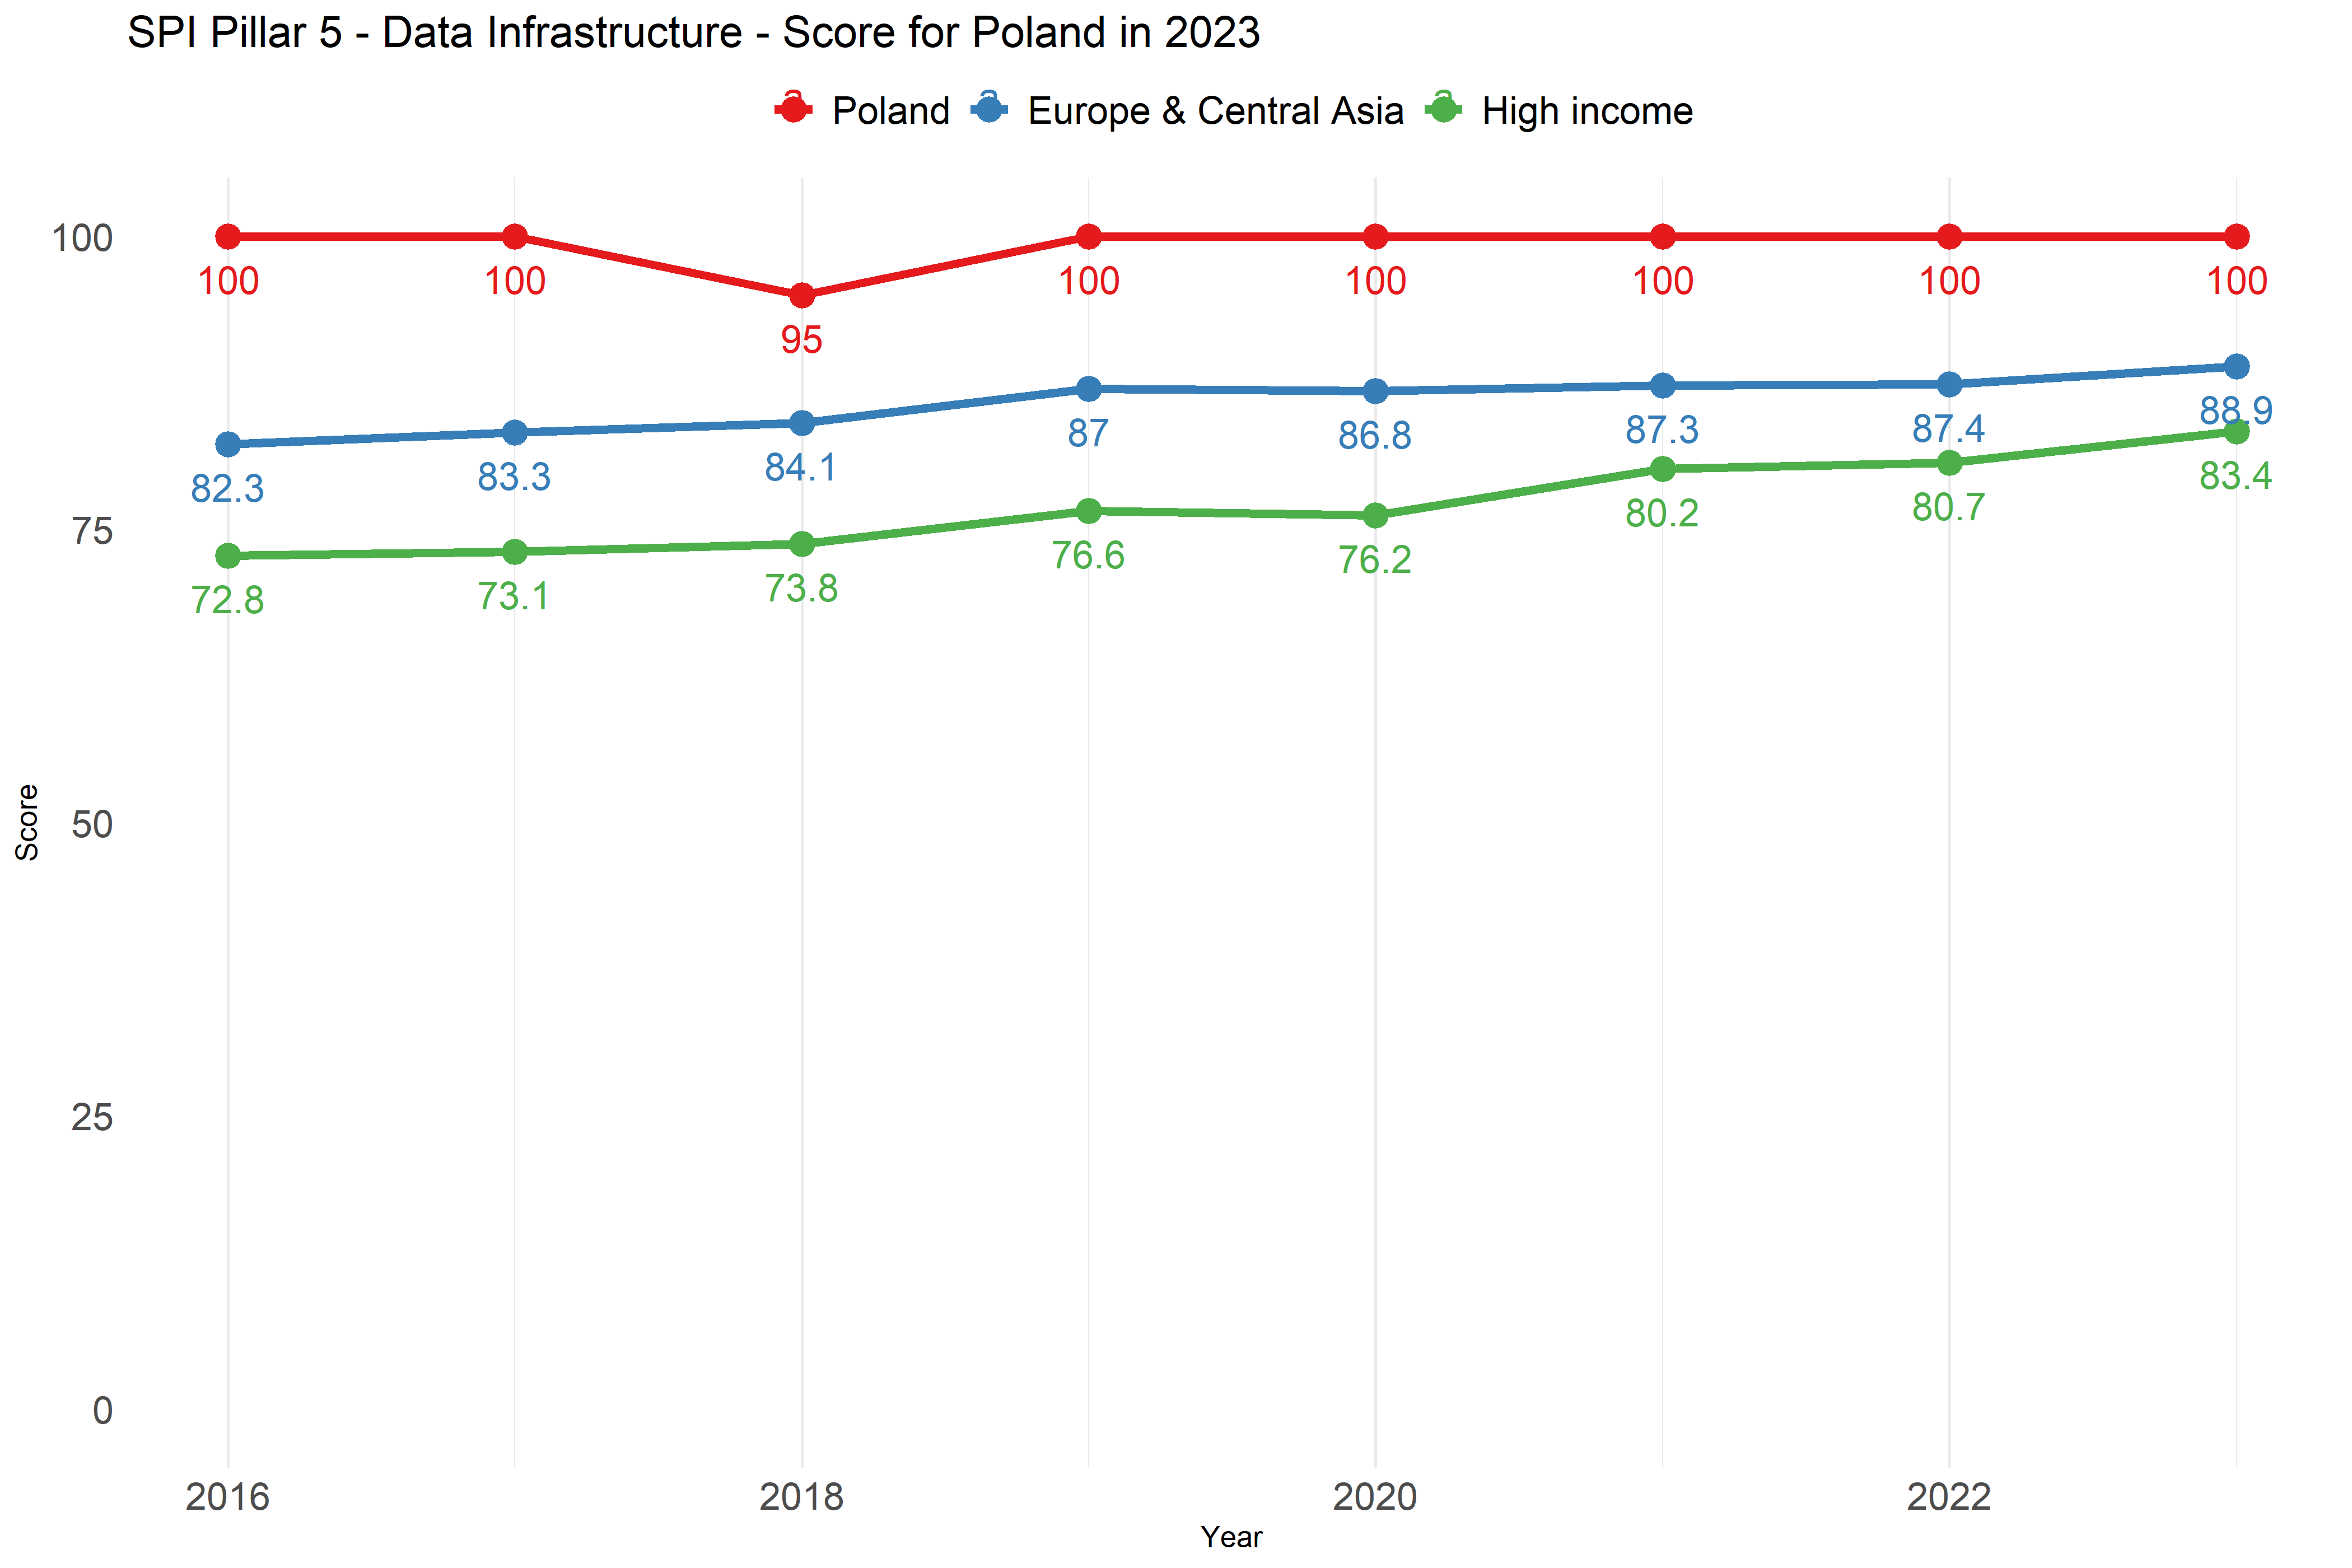 SPI Pillar 5 - Data Infrastructure - Score for Poland in 2023
Poland Europe & Central Asia High income
100
100 100 100 100 100 100 100
95
88.9
82.3 83.3 84.1 87 86.8 87.3 87.4
83.4
75
72.8 73.1 73.8 76.6 76.2 80.2 80.7
Score
50
25
0
2016 2018 2020 2022
Year